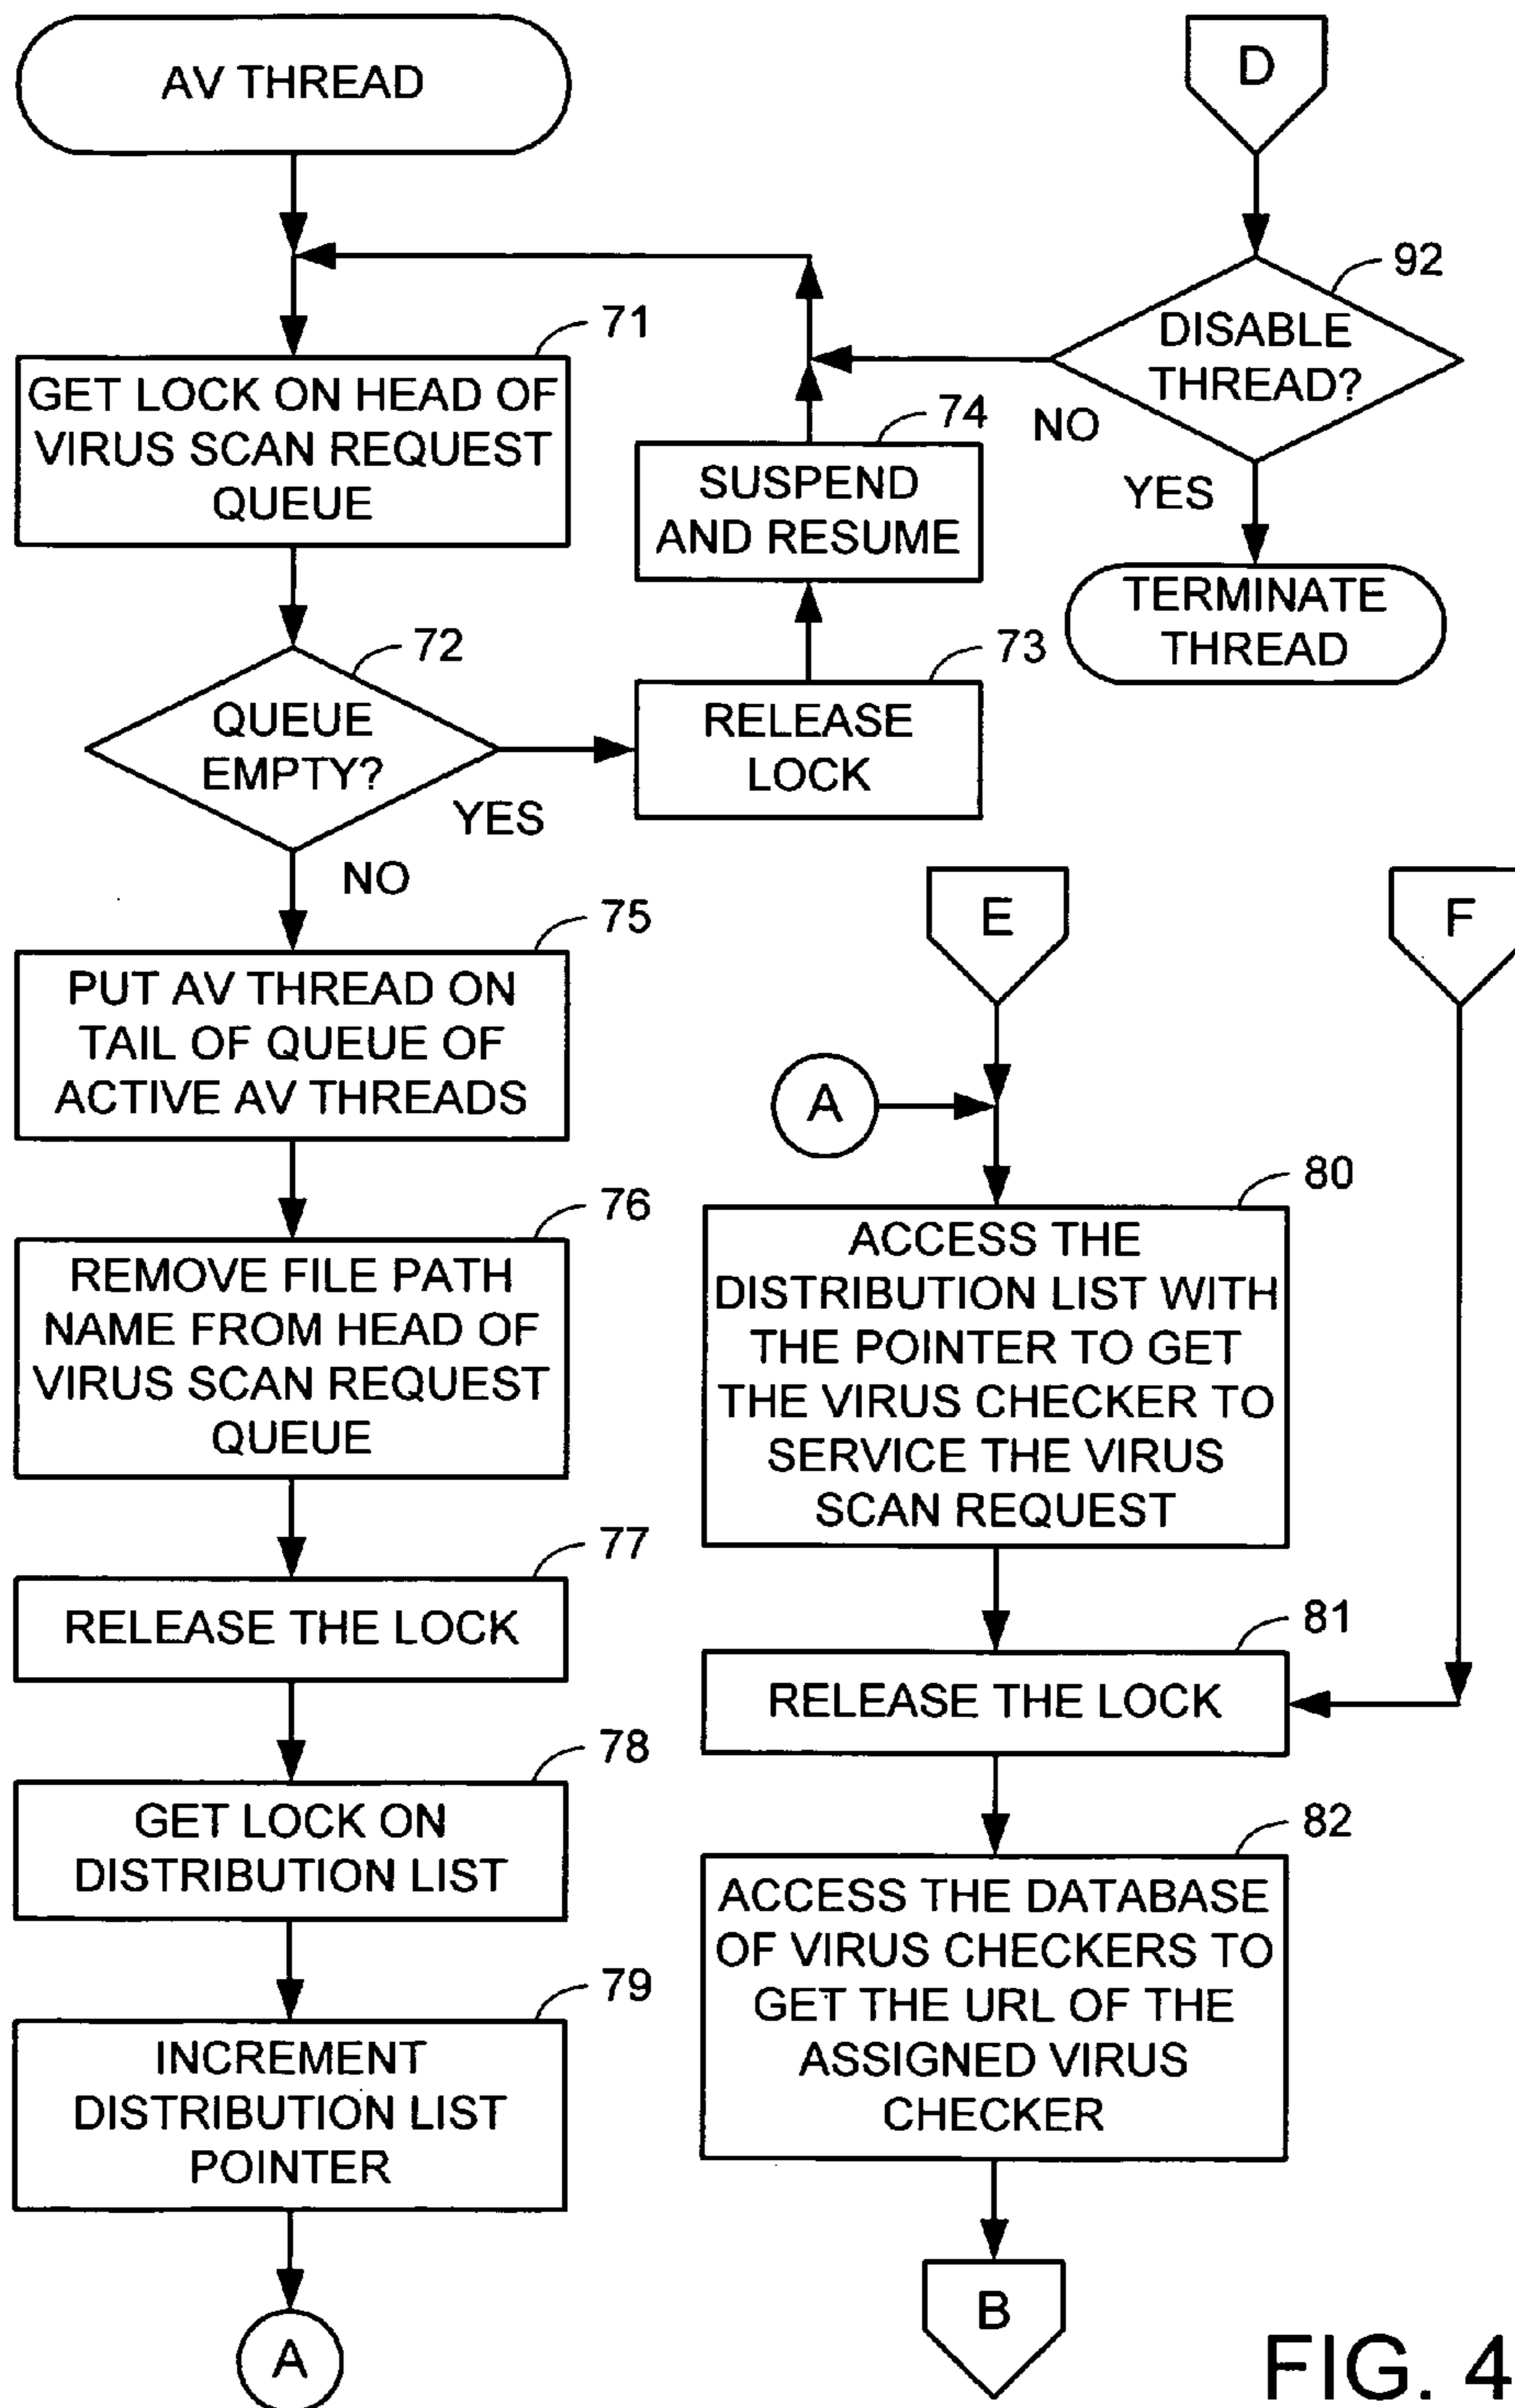 AV THREAD
71
GET LOCK ON HEAD OF
VIRUS SCAN REQUEST
QUEUE
72
QUEUE
EMPTY?
YES
NO
73
RELEASE
LOCK
74
SUSPEND
AND RESUME
D
92
DISABLE
THREAD?
NO
YES
TERMINATE
THREAD
75
PUT AV THREAD ON
TAIL OF QUEUE OF
ACTIVE AV THREADS
76
REMOVE FILE PATH
NAME FROM HEAD OF
VIRUS SCAN REQUEST
QUEUE
77
RELEASE THE LOCK
78
GET LOCK ON
DISTRIBUTION LIST
79
INCREMENT
DISTRIBUTION LIST
POINTER
A
E
F
A
80
ACCESS THE
DISTRIBUTION LIST WITH
THE POINTER TO GET
THE VIRUS CHECKER TO
SERVICE THE VIRUS
SCAN REQUEST
81
RELEASE THE LOCK
82
ACCESS THE DATABASE
OF VIRUS CHECKERS TO
GET THE URL OF THE
ASSIGNED VIRUS
CHECKER
B
FIG. 4